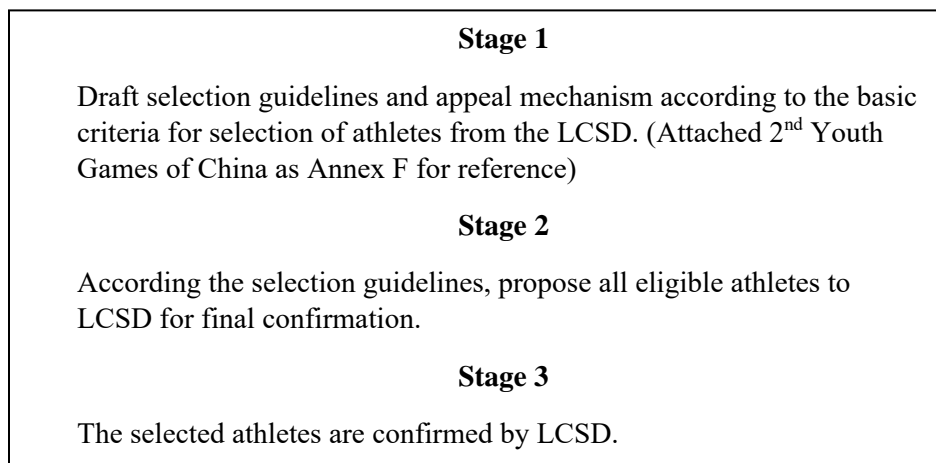 Stage 1
Draft selection guidelines and appeal mechanism according to the basic
criteria for selection of athletes from the LCSD. (Attached 2nd Youth
Games of China as Annex F for reference)
Stage 2
According the selection guidelines, propose all eligible athletes to
LCSD for final confirmation.
Stage 3
The selected athletes are confirmed by LCSD.